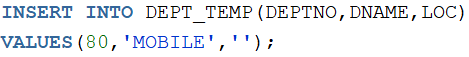 INSERT INTO DEPT_TEMP(DEPTNO,DNAME,LOC)
VALUES(80,'MOBILE','');